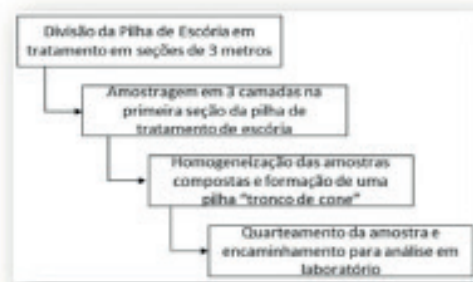 Divisão da Pilha de Escória em
tratamento em seções de 3 metros
Amostragem em 3 camadas na
primeira seção da pilha de
tratamento de escória
Homogeneização das amostras
compostas e formação de uma
pilha "tronco de cone"
Quarteamento da amostra e
encaminhamento para análise em
laboratório